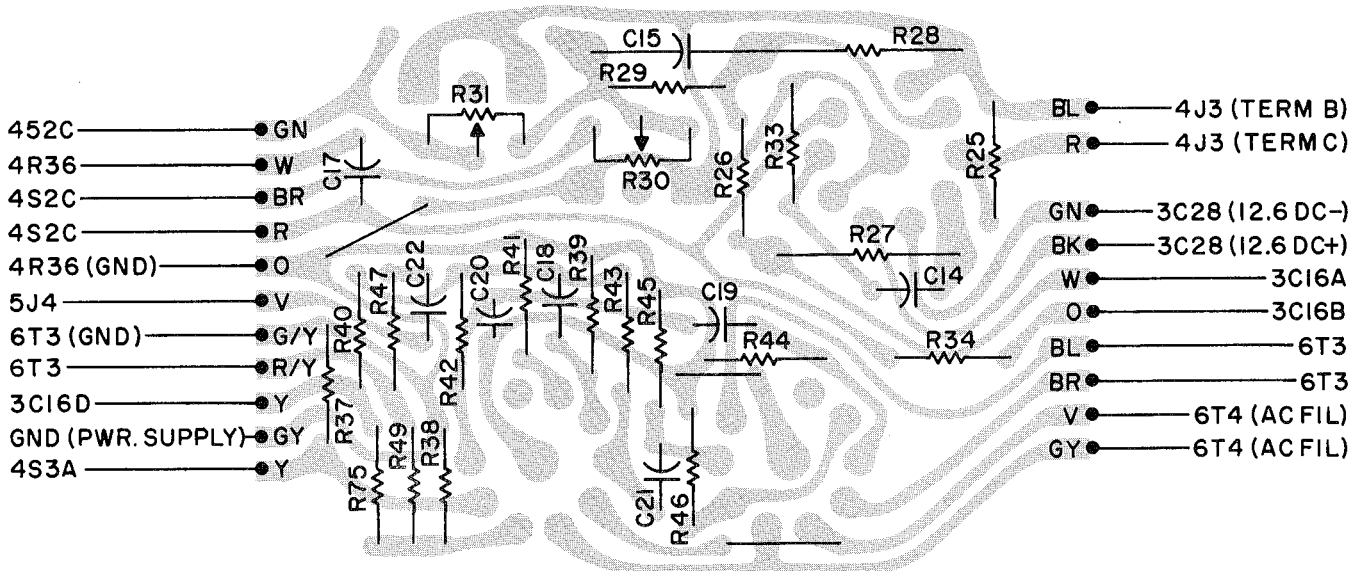 C15
R28
R29
R31
R30
C17
R26
R33
R25
452C GN
4R36 W
4S2C BR
4S2C R
4R36 (GND) O
5J4 V
6T3 (GND) G/Y
6T3 R/Y
3C16D Y
GND (PWR. SUPPLY) GY
4S3A Y
BL 4J3 (TERM B)
R 4J3 (TERM C)
GN 3C28 (12.6 DC-)
BK 3C28 (12.6 DC+)
W 3C16A
O 3C16B
BL 6T3
BR 6T3
V 6T4 (AC FIL)
GY 6T4 (AC FIL)
R27
C14
R40
R47
C22
R42
C20
R41
C18
R39
R43
R45
C19
R44
R34
R37
R75
R49
R38
C21
R46